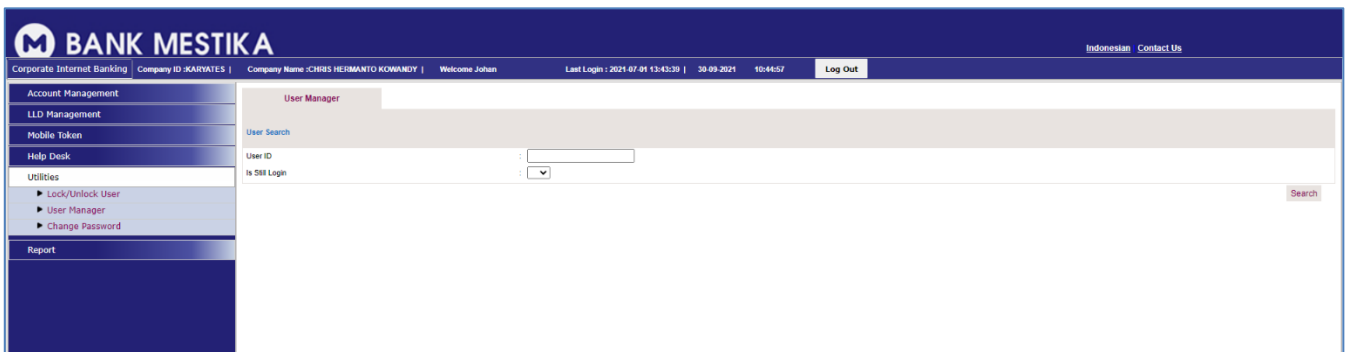 BANK MESTIKA
Indonesian Contact Us
Corporate Internet Banking Company ID :KARYATES | Company Name :CHRIS HERMANTO KOWANDY | Welcome Johan Last Login : 2021-07-01 13:43:39 | 30-09-2021 10:44:57 Log Out
Account Management
LLD Management
Mobile Token
Help Desk
Utilities
Lock/Unlock User
User Manager
Change Password
Report
User Manager
User Search
User ID :
Is Still Login :
Search